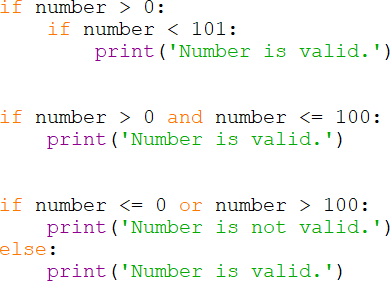 if number > 0:
    if number < 101:
        print('Number is valid.')
if number > 0 and number <= 100:
    print('Number is valid.')
if number <= 0 or number > 100:
    print('Number is not valid.')
else:
    print('Number is valid.')